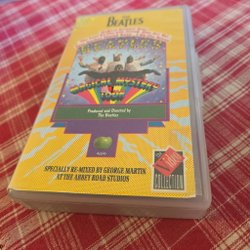 THE BEATLES
MAGICAL MYSTERY
TOUR
Produced and Directed by
The Beatles
SPECIALLY RE-MIXED BY GEORGE MARTIN
AT THE ABBEY ROAD STUDIOS
COLLECTION